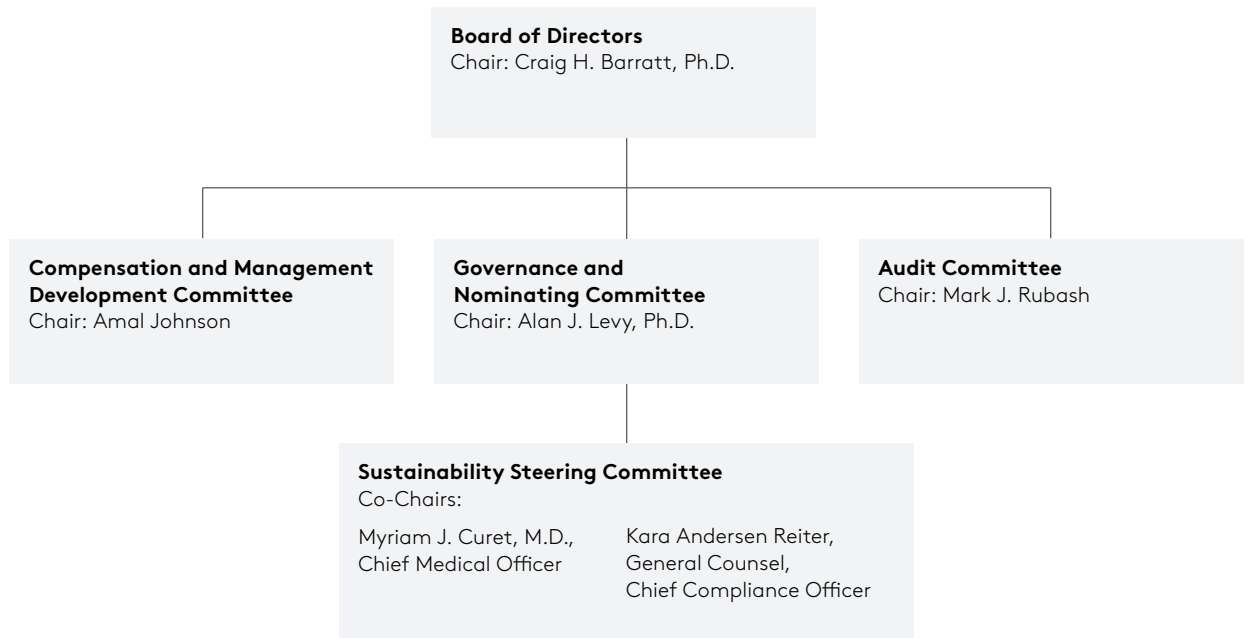 Board of Directors
Chair: Craig H. Barratt, Ph.D.
Compensation and Management
Development Committee
Chair: Amal Johnson
Governance and
Nominating Committee
Chair: Alan J. Levy, Ph.D.
Audit Committee
Chair: Mark J. Rubash
Sustainability Steering Committee
Co-Chairs:
Myriam J. Curet, M.D.,
Chief Medical Officer
Kara Andersen Reiter,
General Counsel,
Chief Compliance Officer